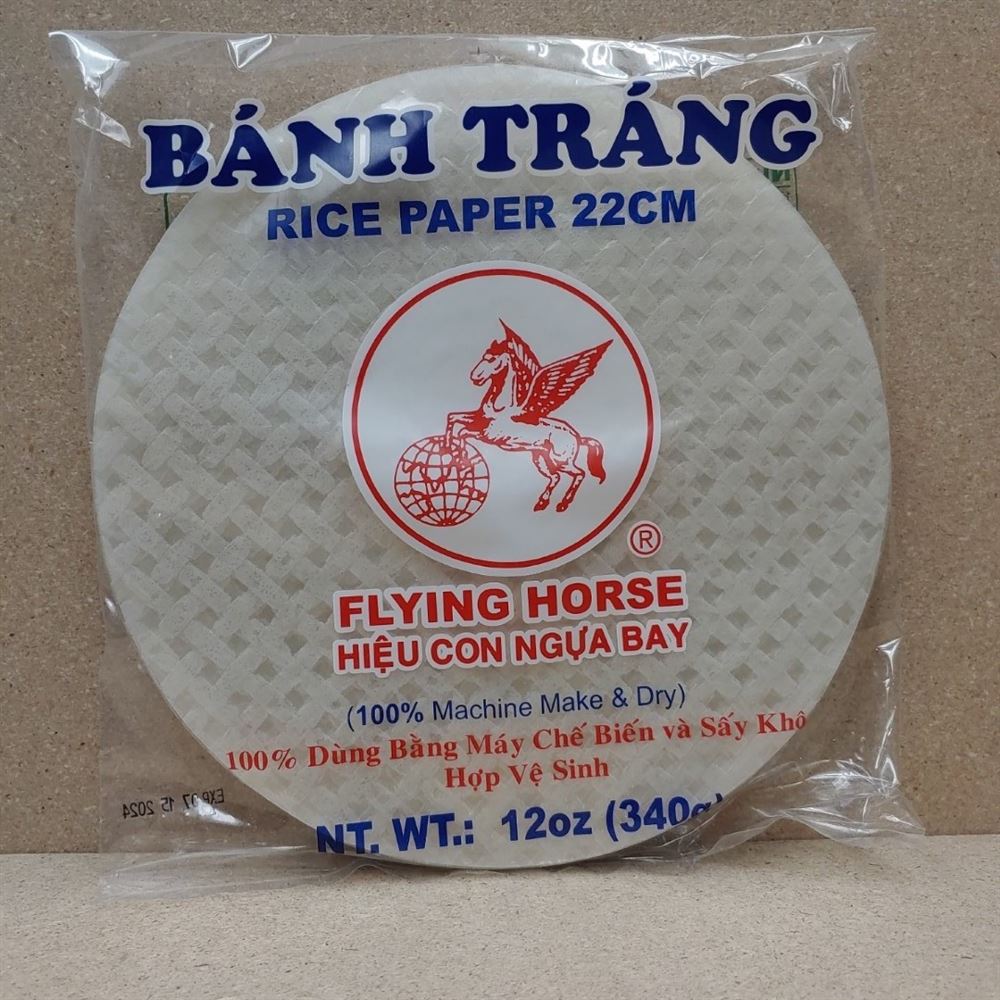 BÁNH TRÁNG
RICE PAPER 22CM
®
FLYING HORSE
HIỆU CON NGỰA BAY
(100% Machine Make & Dry)
100% Dùng Bằng Máy Chế Biến và Sấy Khô
Hợp Vệ Sinh
EXP 07 15 2024
NT. WT.: 12oz (340g)